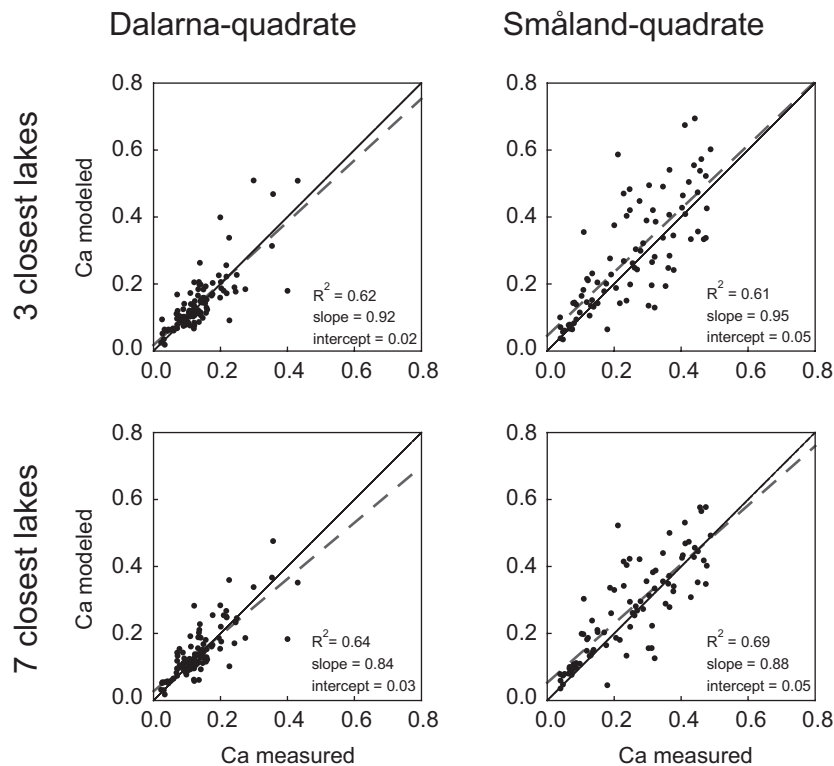 Dalarna-quadrate
Småland-quadrate
3 closest lakes
Ca modeled
0.8
0.6
0.4
0.2
0.0
0.0 0.2 0.4 0.6 0.8
R² = 0.62
slope = 0.92
intercept = 0.02
0.8
0.6
0.4
0.2
0.0
0.0 0.2 0.4 0.6 0.8
R² = 0.61
slope = 0.95
intercept = 0.05
7 closest lakes
Ca modeled
0.8
0.6
0.4
0.2
0.0
0.0 0.2 0.4 0.6 0.8
R² = 0.64
slope = 0.84
intercept = 0.03
Ca measured
0.8
0.6
0.4
0.2
0.0
0.0 0.2 0.4 0.6 0.8
R² = 0.69
slope = 0.88
intercept = 0.05
Ca measured